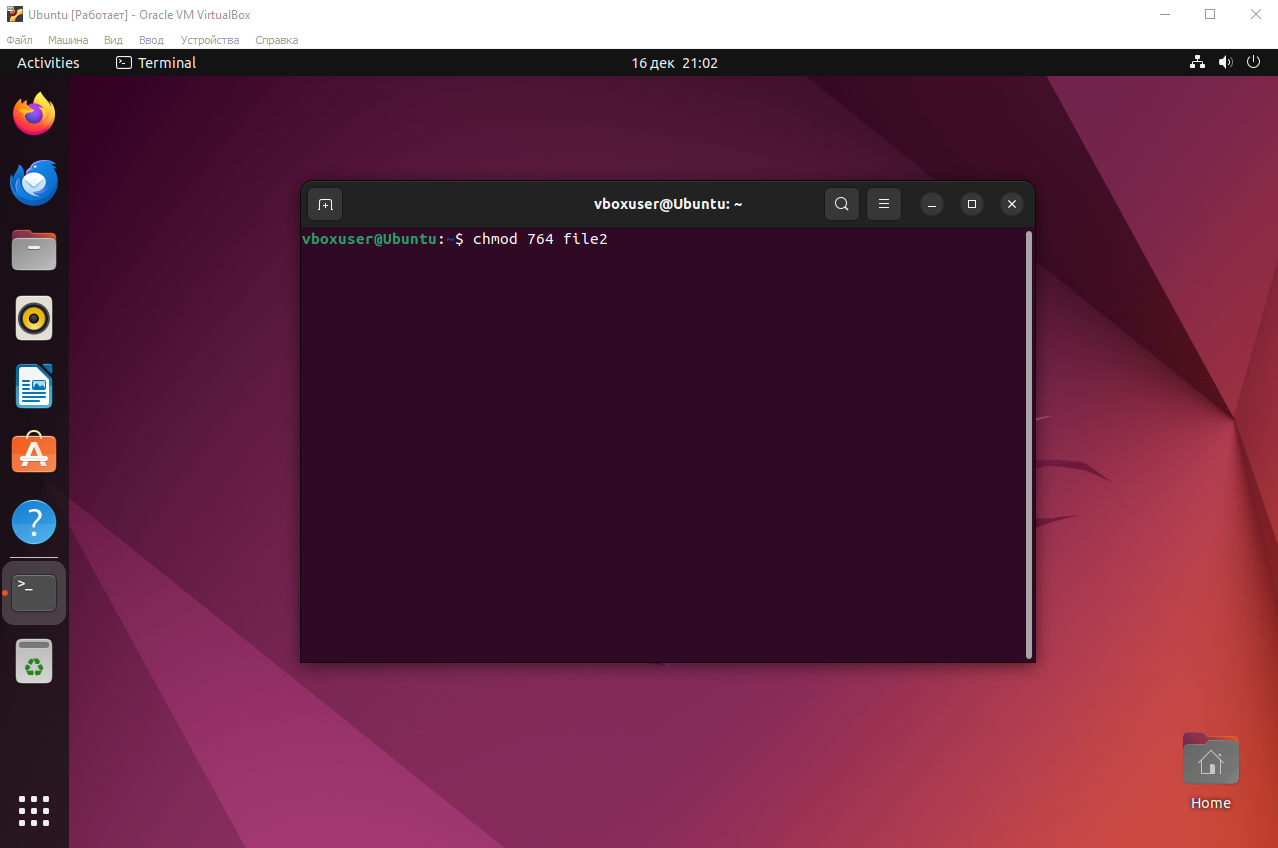 Ubuntu [Работает] - Oracle VM VirtualBox
Файл Машина Вид Ввод Устройства Справка
Activities Terminal 16 дек 21:02
vboxuser@Ubuntu: ~
vboxuser@Ubuntu:~$ chmod 764 file2
?
>_
Home